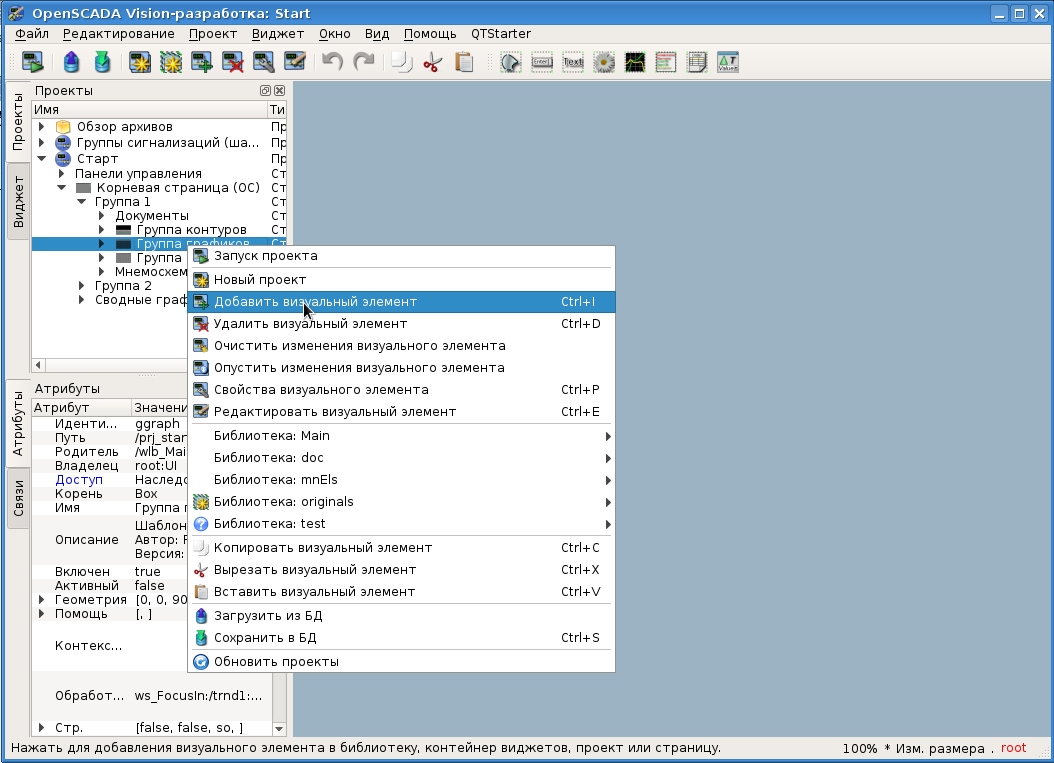 OpenSCADA Vision-разработка: Start
Файл Редактирование Проект Виджет Окно Вид Помощь QTStarter
Проекты
Проекты
Имя Ти
Обзор архивов Пр
Группы сигнализаций (ша... Пр
Старт Пр
Панели управления Ст
Виджет
Корневая страница (ОС) Ст
Группа 1 Ст
Документы Ст
Группа контуров Ст
Группа графиков Ст
Группа
Мнемосхем
Группа 2
Сводные граф
Запуск проекта
Новый проект
Добавить визуальный элемент Ctrl+I
Удалить визуальный элемент Ctrl+D
Очистить изменения визуального элемента
Опустить изменения визуального элемента
Свойства визуального элемента Ctrl+P
Редактировать визуальный элемент Ctrl+E
Библиотека: Main
Библиотека: doc
Библиотека: mnEls
Библиотека: originals
Библиотека: test
Копировать визуальный элемент Ctrl+C
Вырезать визуальный элемент Ctrl+X
Вставить визуальный элемент Ctrl+V
Загрузить из БД
Сохранить в БД Ctrl+S
Обновить проекты
Атрибуты
Атрибуты
Связи
Атрибут Значени
Иденти... ggraph
Путь /prj_star
Родитель /wlb_Mai
Владелец root:UI
Доступ Наслед
Корень Box
Имя Группа
Описание
Шаблон
Автор:
Версия:
Включен true
Активный false
Геометрия [0, 0, 90
Помощь [, ]
Контекс...
Обработ... ws_FocusIn:/trnd1:...
Стр. [false, false, so, ]
Нажать для добавления визуального элемента в библиотеку, контейнер виджетов, проект или страницу. 100% * Изм. размера . root